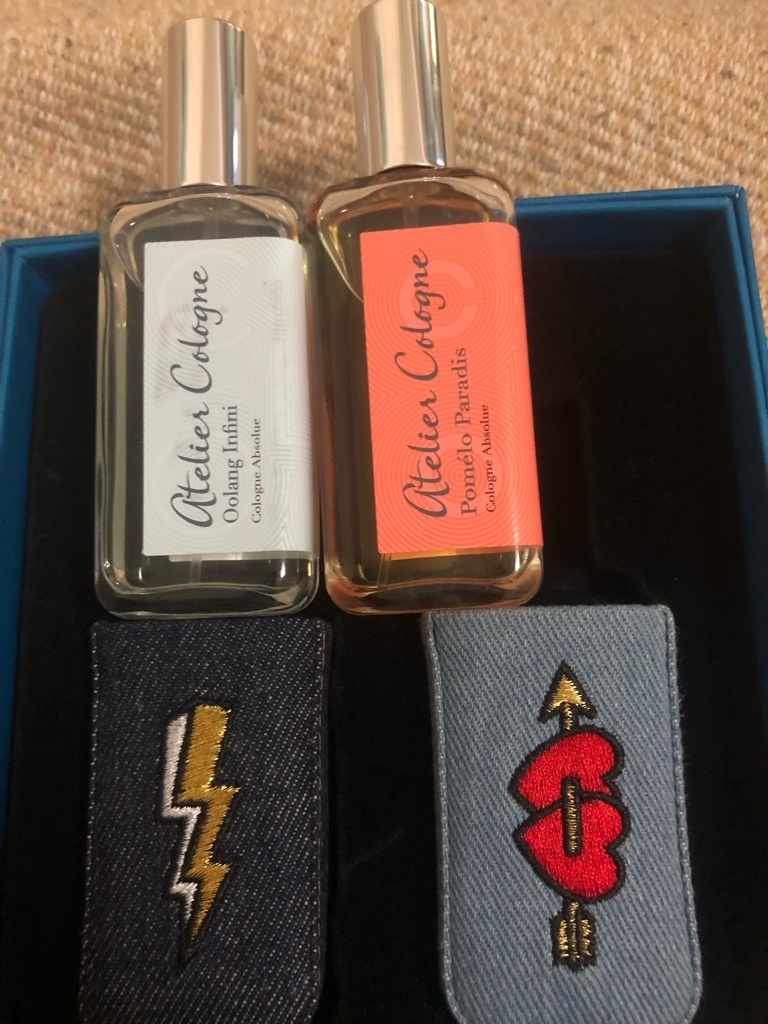 Atelier Cologne
Oolang Infini
Cologne Absolue
Atelier Cologne
Pomélo Paradis
Cologne Absolue